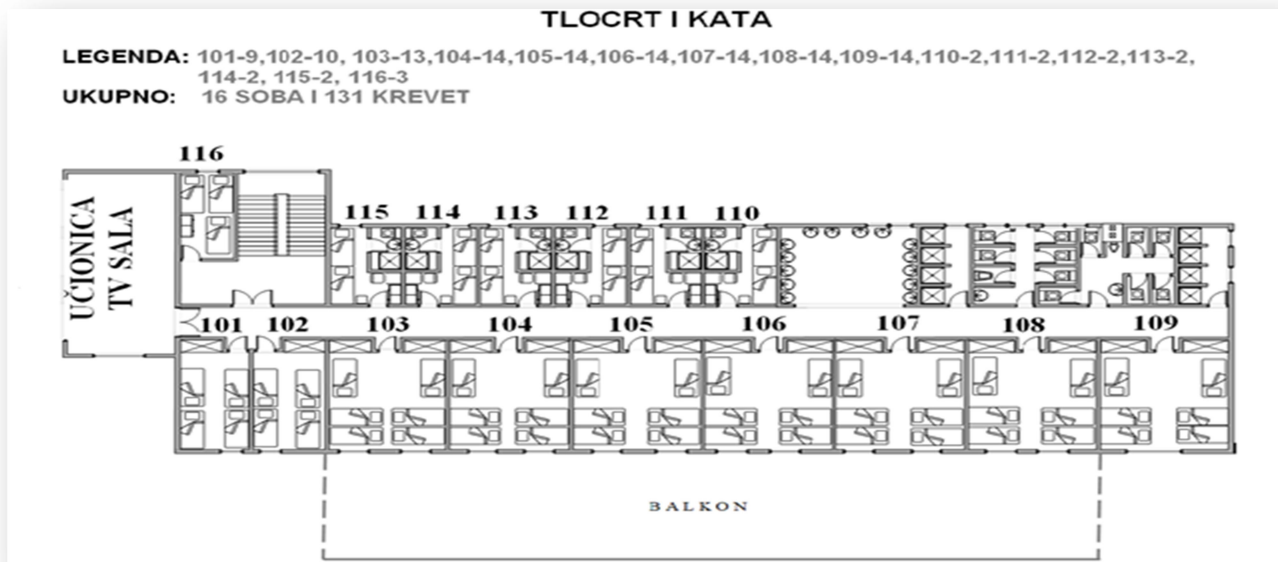 TLOCRT I KATA
LEGENDA: 101-9,102-10, 103-13,104-14,105-14,106-14,107-14,108-14,109-14,110-2,111-2,112-2,113-2,
114-2, 115-2, 116-3
UKUPNO: 16 SOBA I 131 KREVET
116
115 114 113 112 111 110
UČIONICA
TV SALA
101 102 103 104 105 106 107 108 109
BALKON